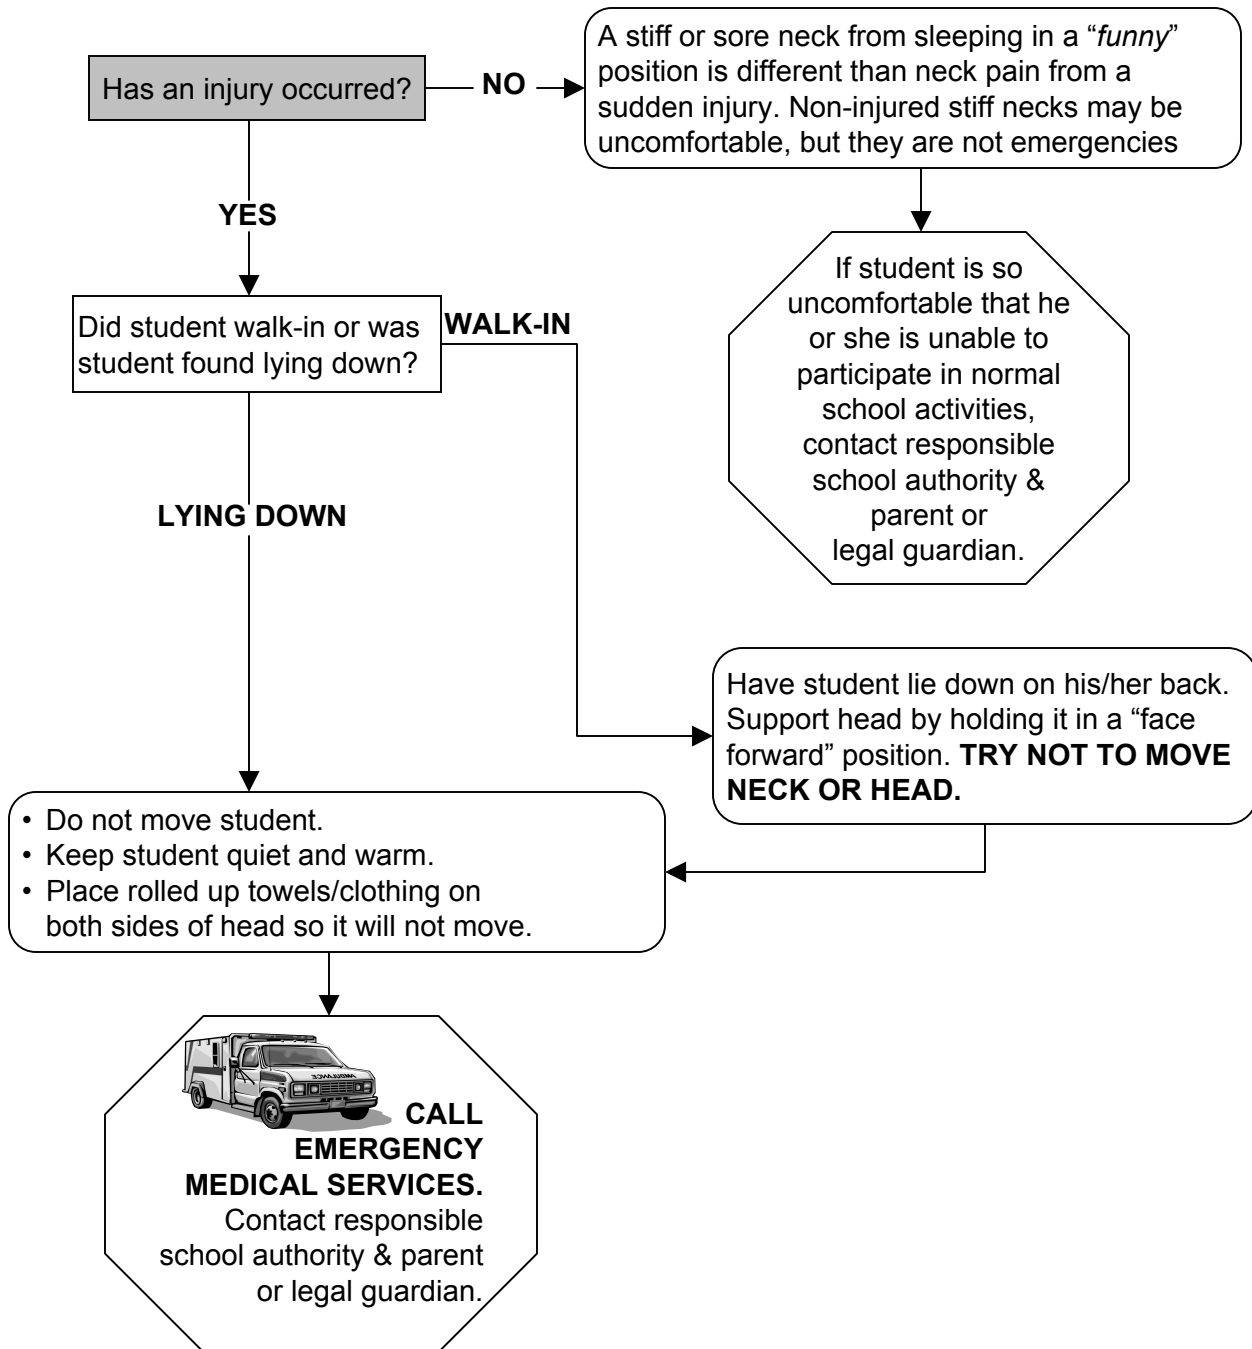 Has an injury occurred?
NO
A stiff or sore neck from sleeping in a “funny”
position is different than neck pain from a
sudden injury. Non-injured stiff necks may be
uncomfortable, but they are not emergencies
YES
If student is so
uncomfortable that he
or she is unable to
participate in normal
school activities,
contact responsible
school authority &
parent or
legal guardian.
Did student walk-in or was
student found lying down?
WALK-IN
LYING DOWN
Have student lie down on his/her back.
Support head by holding it in a “face
forward” position. TRY NOT TO MOVE
NECK OR HEAD.
• Do not move student.
• Keep student quiet and warm.
• Place rolled up towels/clothing on
both sides of head so it will not move.
AMBULANCE
CALL
EMERGENCY
MEDICAL SERVICES.
Contact responsible
school authority & parent
or legal guardian.